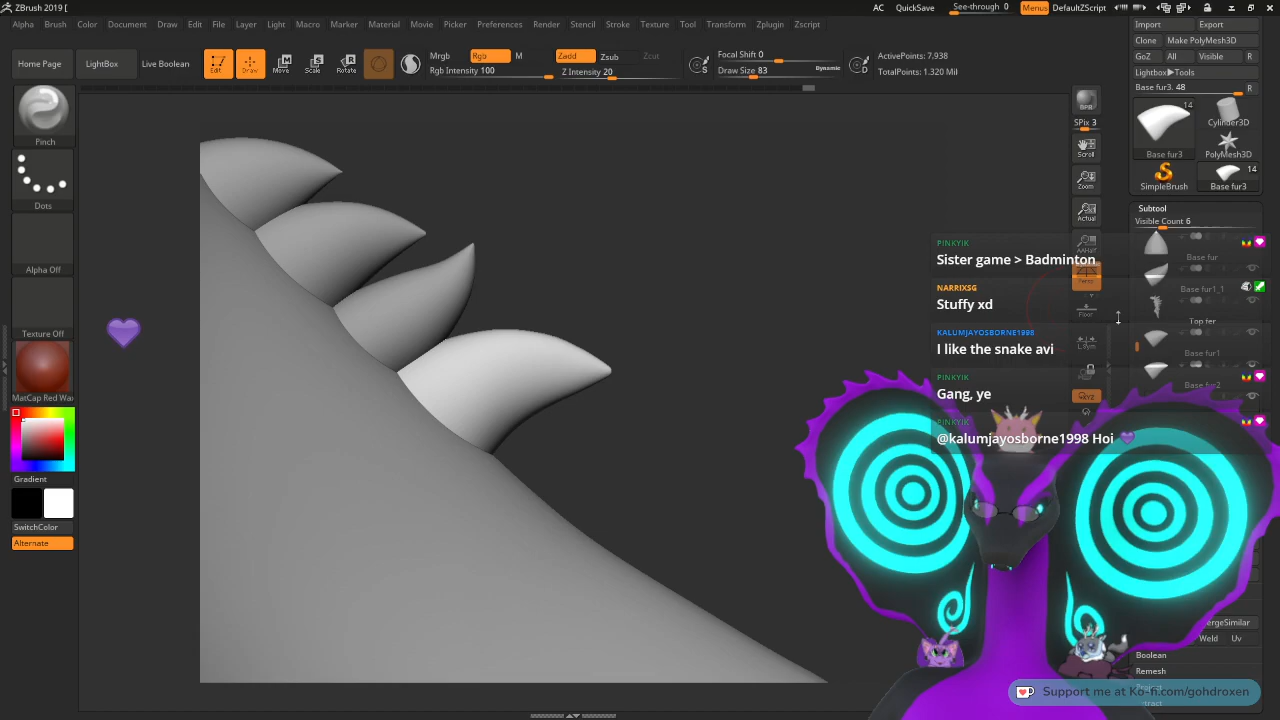 ZBrush 2019 [
AC QuickSave See-through 0 Menus DefaultZScript
Alpha Brush Color Document Draw Edit File Layer Light Macro Marker Material Movie Picker Preferences Render Stencil Stroke Texture Tool Transform Zplugin Zscript
Home Page LightBox Live Boolean Edit Draw Move Scale Rotate
Mrgb Rgb M Zadd Zsub Zcut
Rgb Intensity 100 Z Intensity 20
Focal Shift 0
Draw Size 83 Dynamic
ActivePoints: 7,938
TotalPoints: 1.320 Mil
S
D
Import Export
Clone Make PolyMesh3D
GoZ All Visible R
Lightbox▶Tools
Base fur3. 48 R
14
Cylinder3D
Base fur3 PolyMesh3D
14
SimpleBrush Base fur3
Subtool
Visible Count 6
Base fur
Base fur1_1
Top fer
Base fur1
Base fur2
BPR
SPix 3
Scroll
Zoom
Actual
AAHalf
Persp
Floor
L.Sym
XYZ
Pinch
Dots
Alpha Off
Texture Off
MatCap Red Wax
Gradient
SwitchColor
Alternate
PINKYIK
Sister game > Badminton
NARRIXSG
Stuffy xd
KALUMJAYOSBORNE1998
I like the snake avi
PINKYIK
Gang, ye
PINKYIK
@kalumjayosborne1998 Hoi
ergeSimilar
Weld Uv
Boolean
Remesh
Support me at Ko-fi.com/gohdroxen